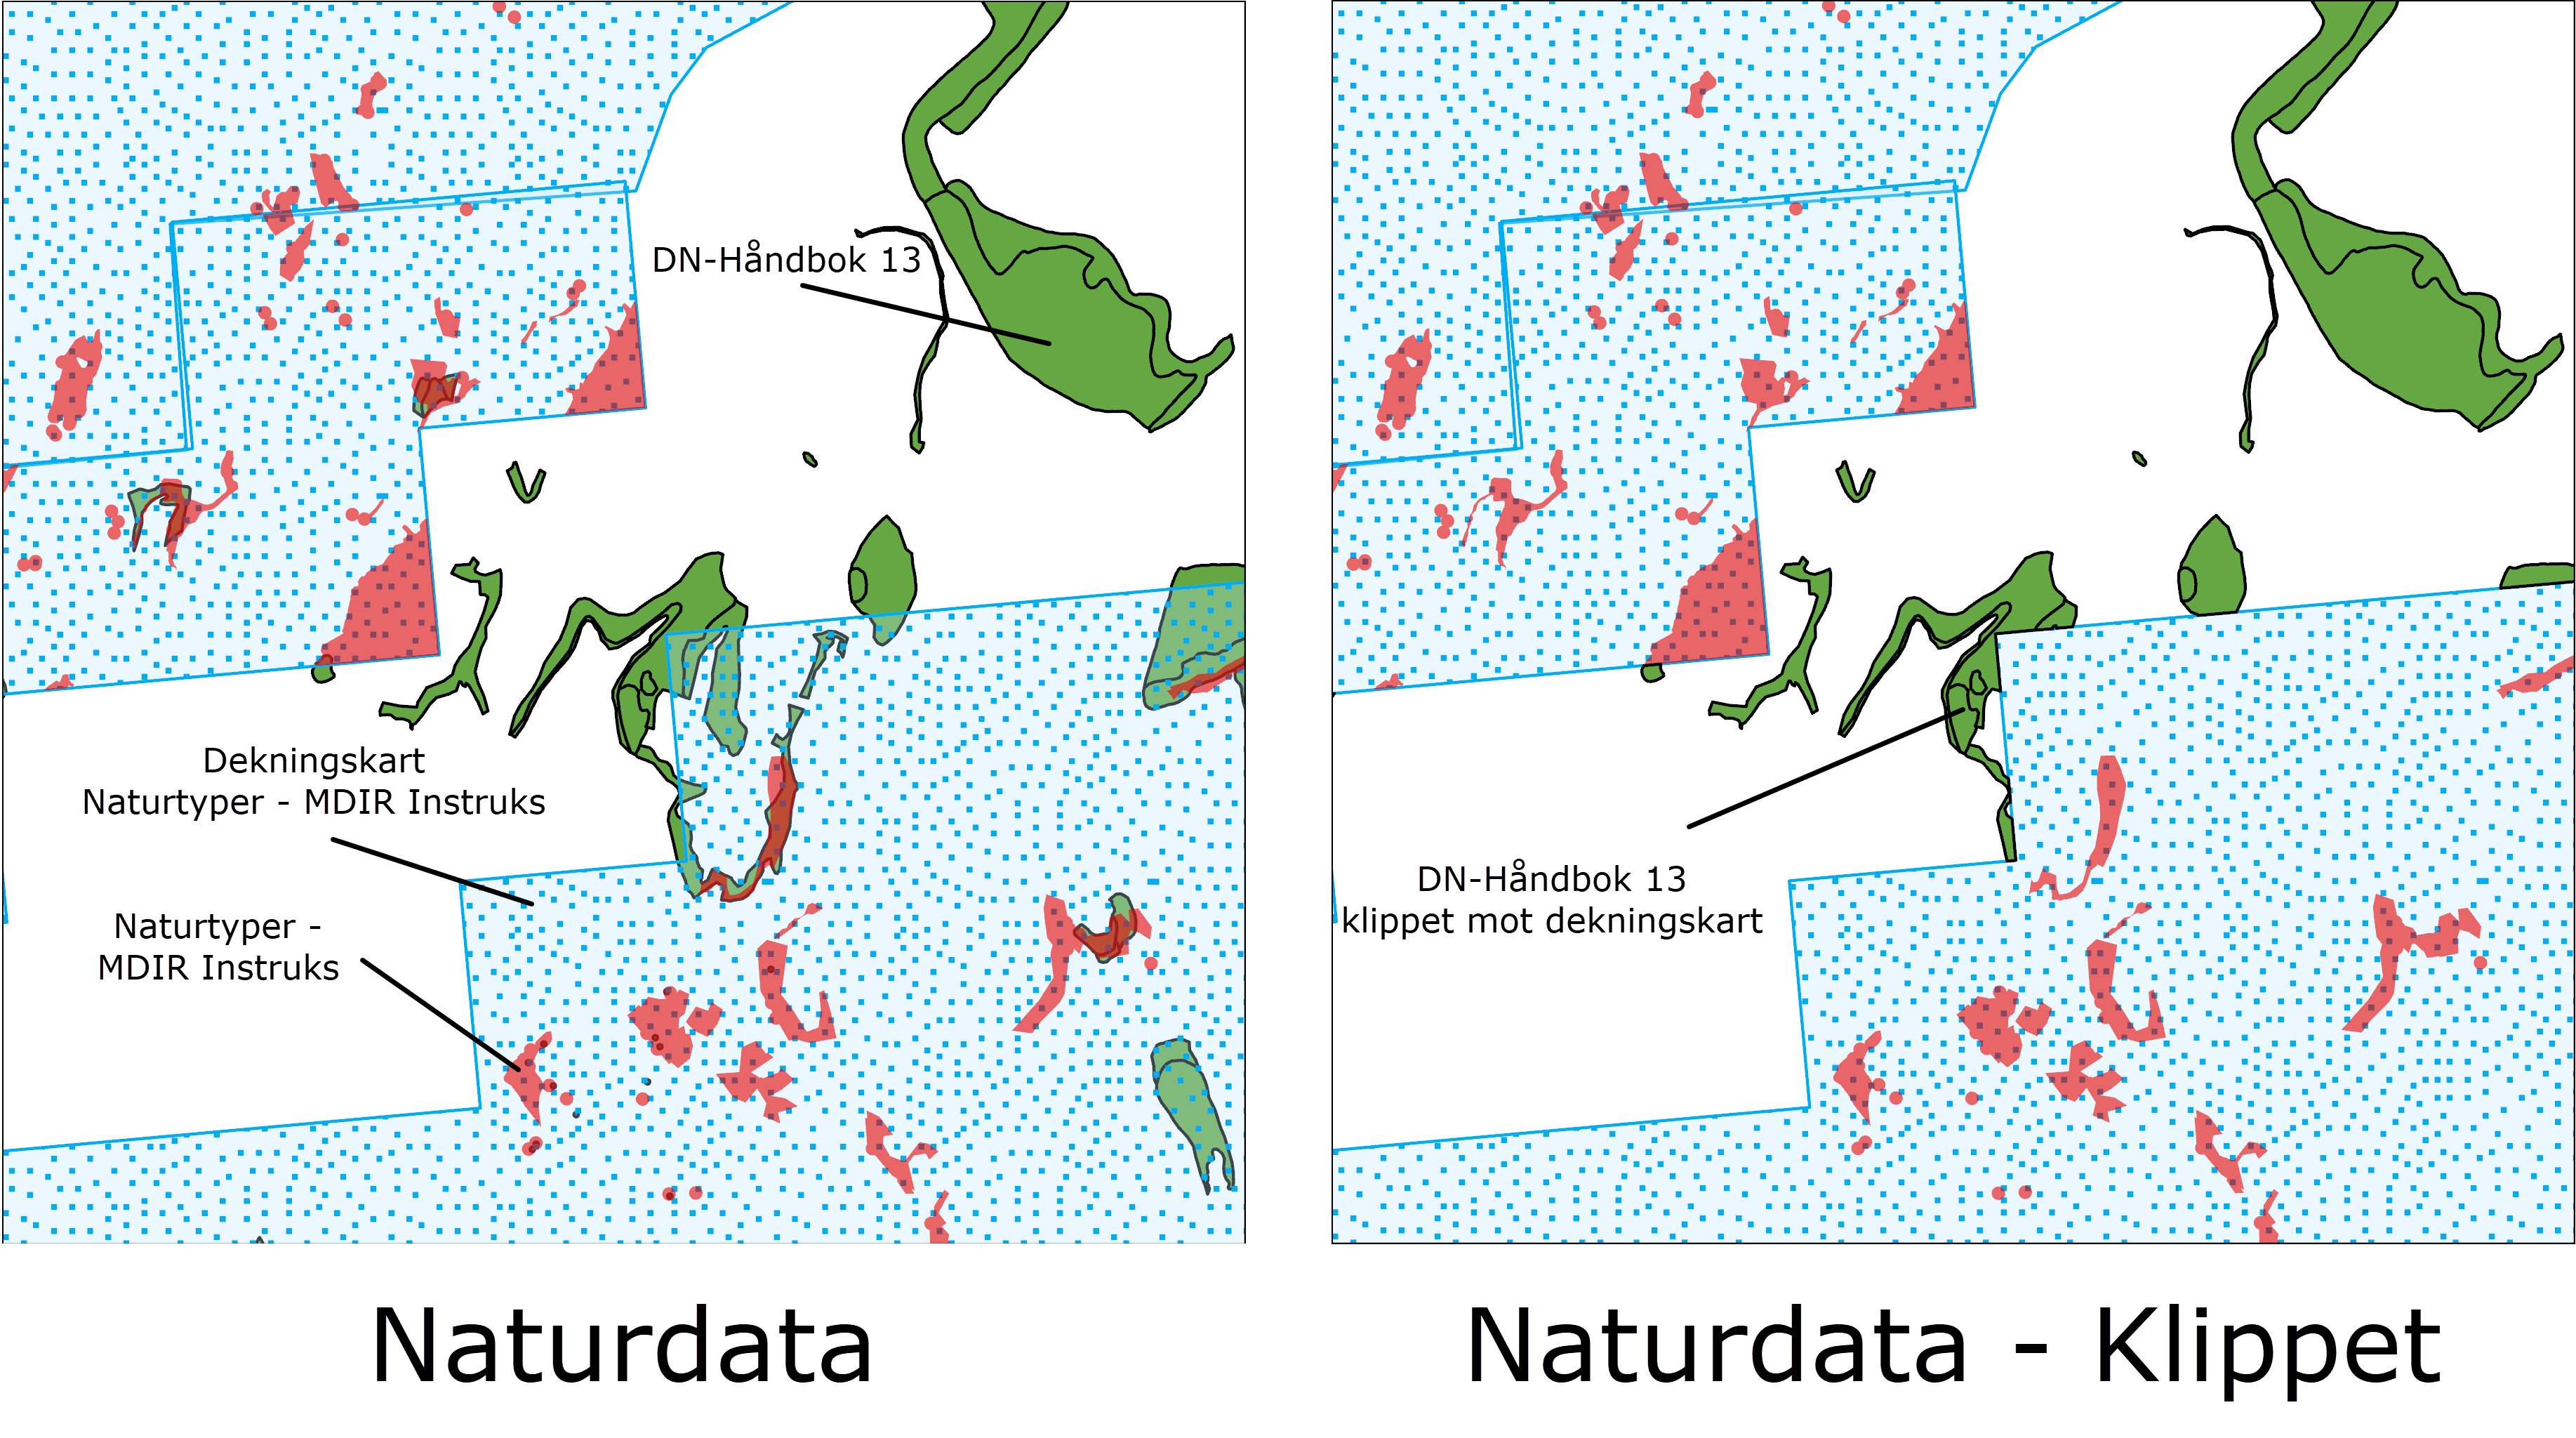 DN-Håndbok 13
Dekningskart
Naturtyper - MDIR Instruks
Naturtyper -
MDIR Instruks
DN-Håndbok 13
klippet mot dekningskart
Naturdata
Naturdata - Klippet